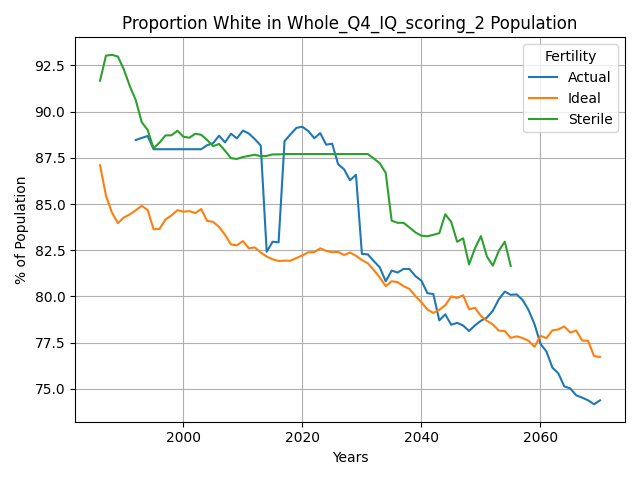 Proportion White in Whole_Q4_IQ_scoring_2 Population
% of Population
92.5
90.0
87.5
85.0
82.5
80.0
77.5
75.0
Fertility
Actual
Ideal
Sterile
2000
2020
2040
2060
Years